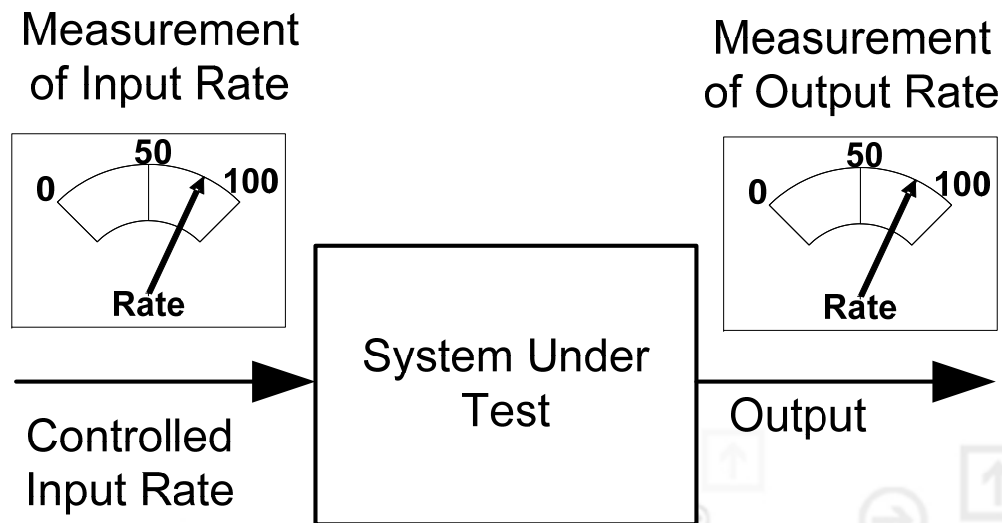 Measurement
of Input Rate
0
50
100
Rate
Measurement
of Output Rate
0
50
100
Rate
System Under
Test
Controlled
Input Rate
Output